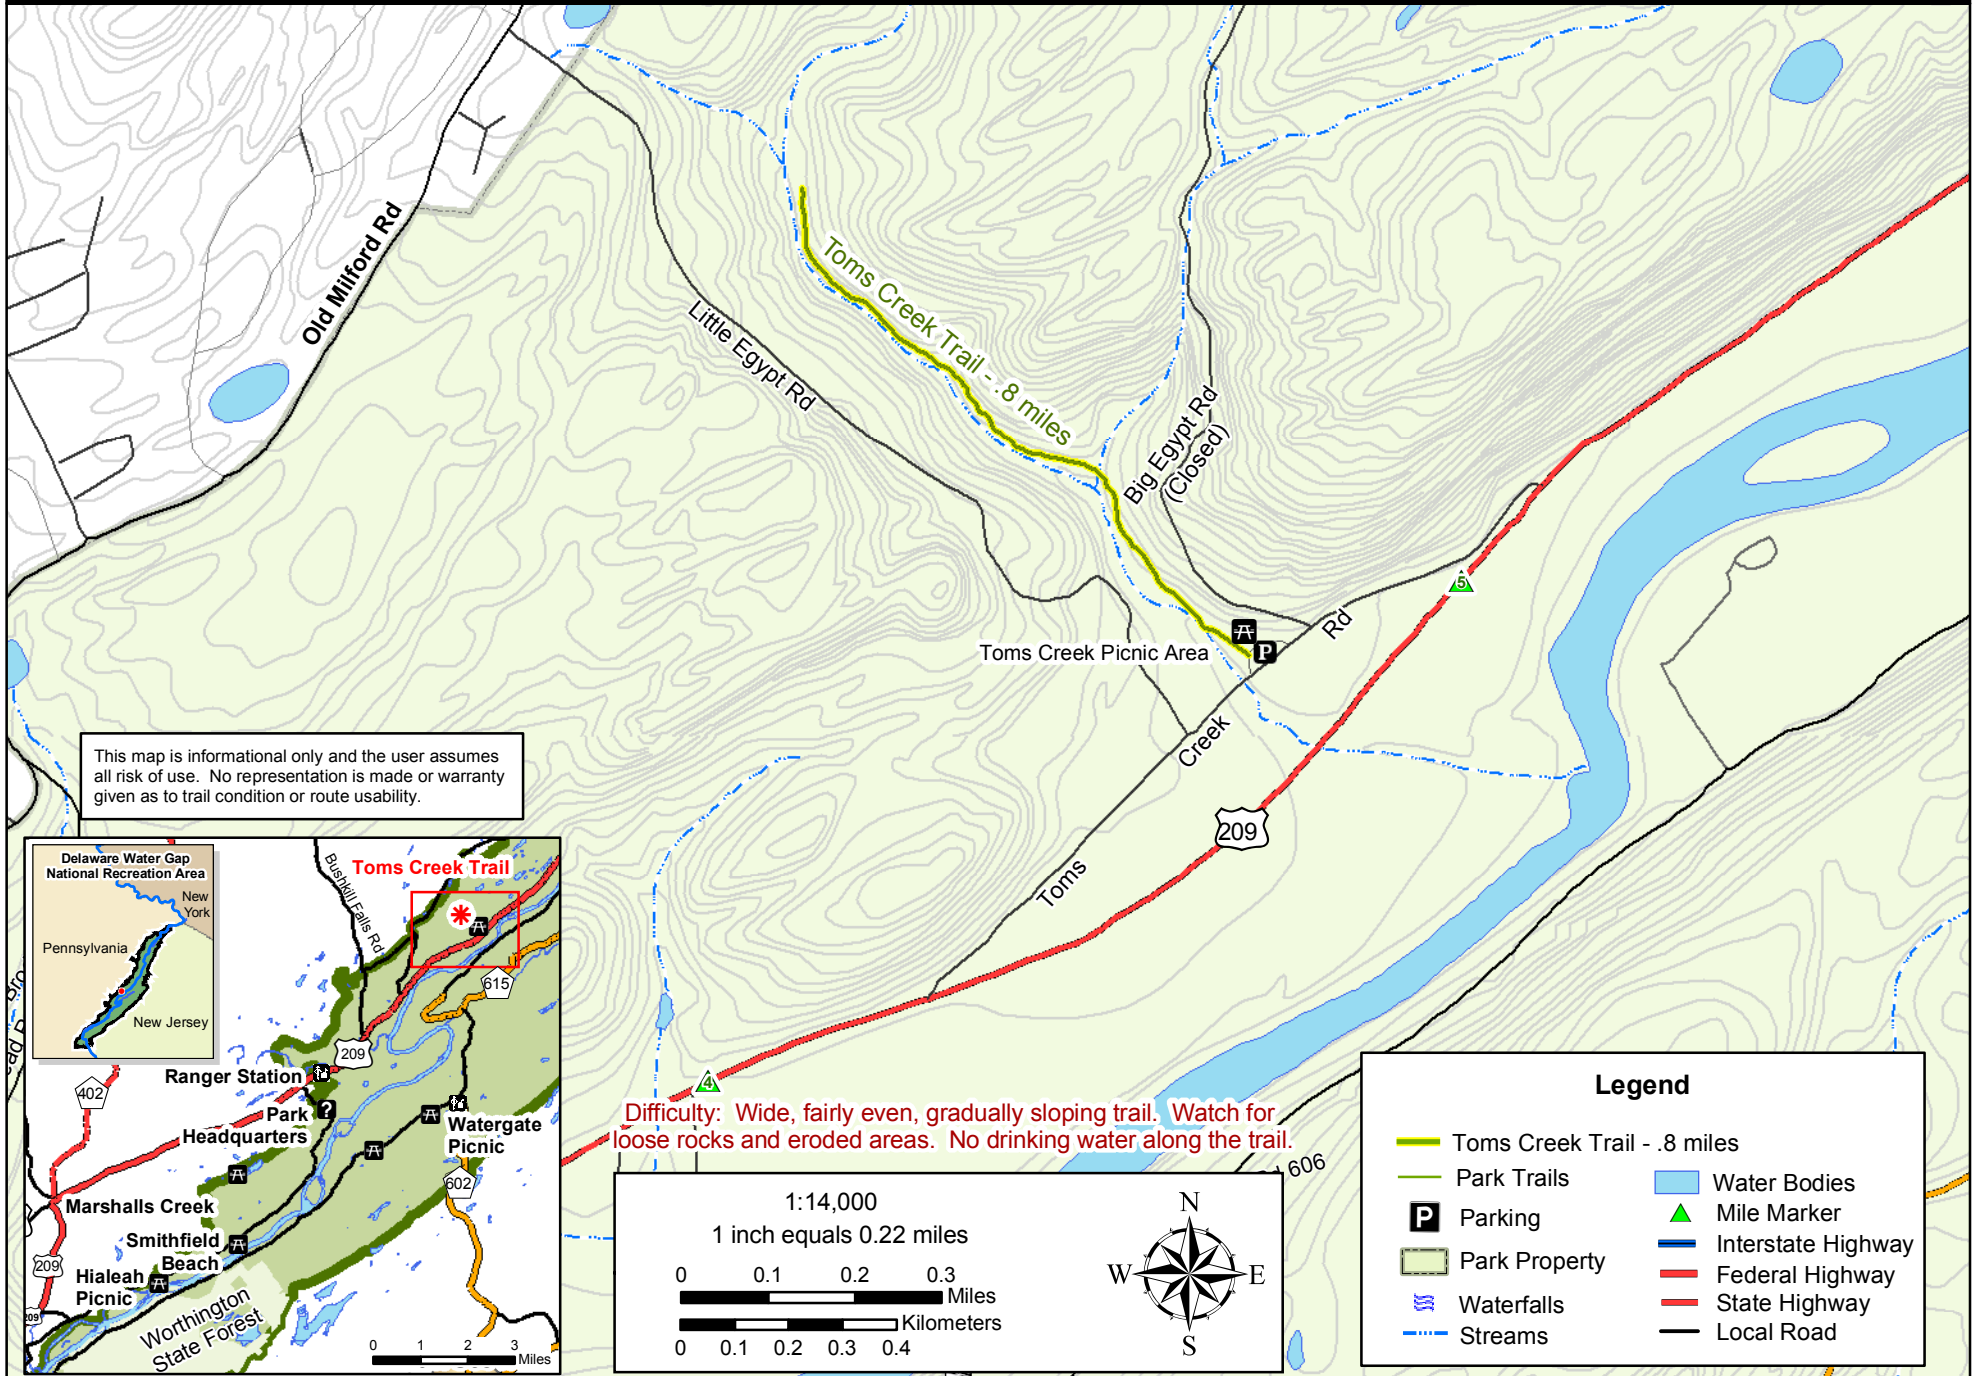 Old Milford Rd
Little Egypt Rd
Toms Creek Trail - .8 miles
Big Egypt Rd
(Closed)
Toms Creek Picnic Area
P
Toms Creek Rd
5
209
4
606
This map is informational only and the user assumes
all risk of use. No representation is made or warranty
given as to trail condition or route usability.
Delaware Water Gap
National Recreation Area
New
York
Pennsylvania
New Jersey
Bushkill Falls Rd
Toms Creek Trail
615
209
402
Ranger Station
?
Park
Headquarters
Watergate
Picnic
602
Marshalls Creek
Smithfield
Beach
209
Hialeah
Picnic
209
Worthington
State Forest
0 1 2 3
Miles
Difficulty: Wide, fairly even, gradually sloping trail. Watch for
loose rocks and eroded areas. No drinking water along the trail.
1:14,000
1 inch equals 0.22 miles
0 0.1 0.2 0.3
Miles
Kilometers
0 0.1 0.2 0.3 0.4
N
W E
S
Legend
Toms Creek Trail - .8 miles
Park Trails
P Parking
Park Property
Waterfalls
Streams
Water Bodies
Mile Marker
Interstate Highway
Federal Highway
State Highway
Local Road